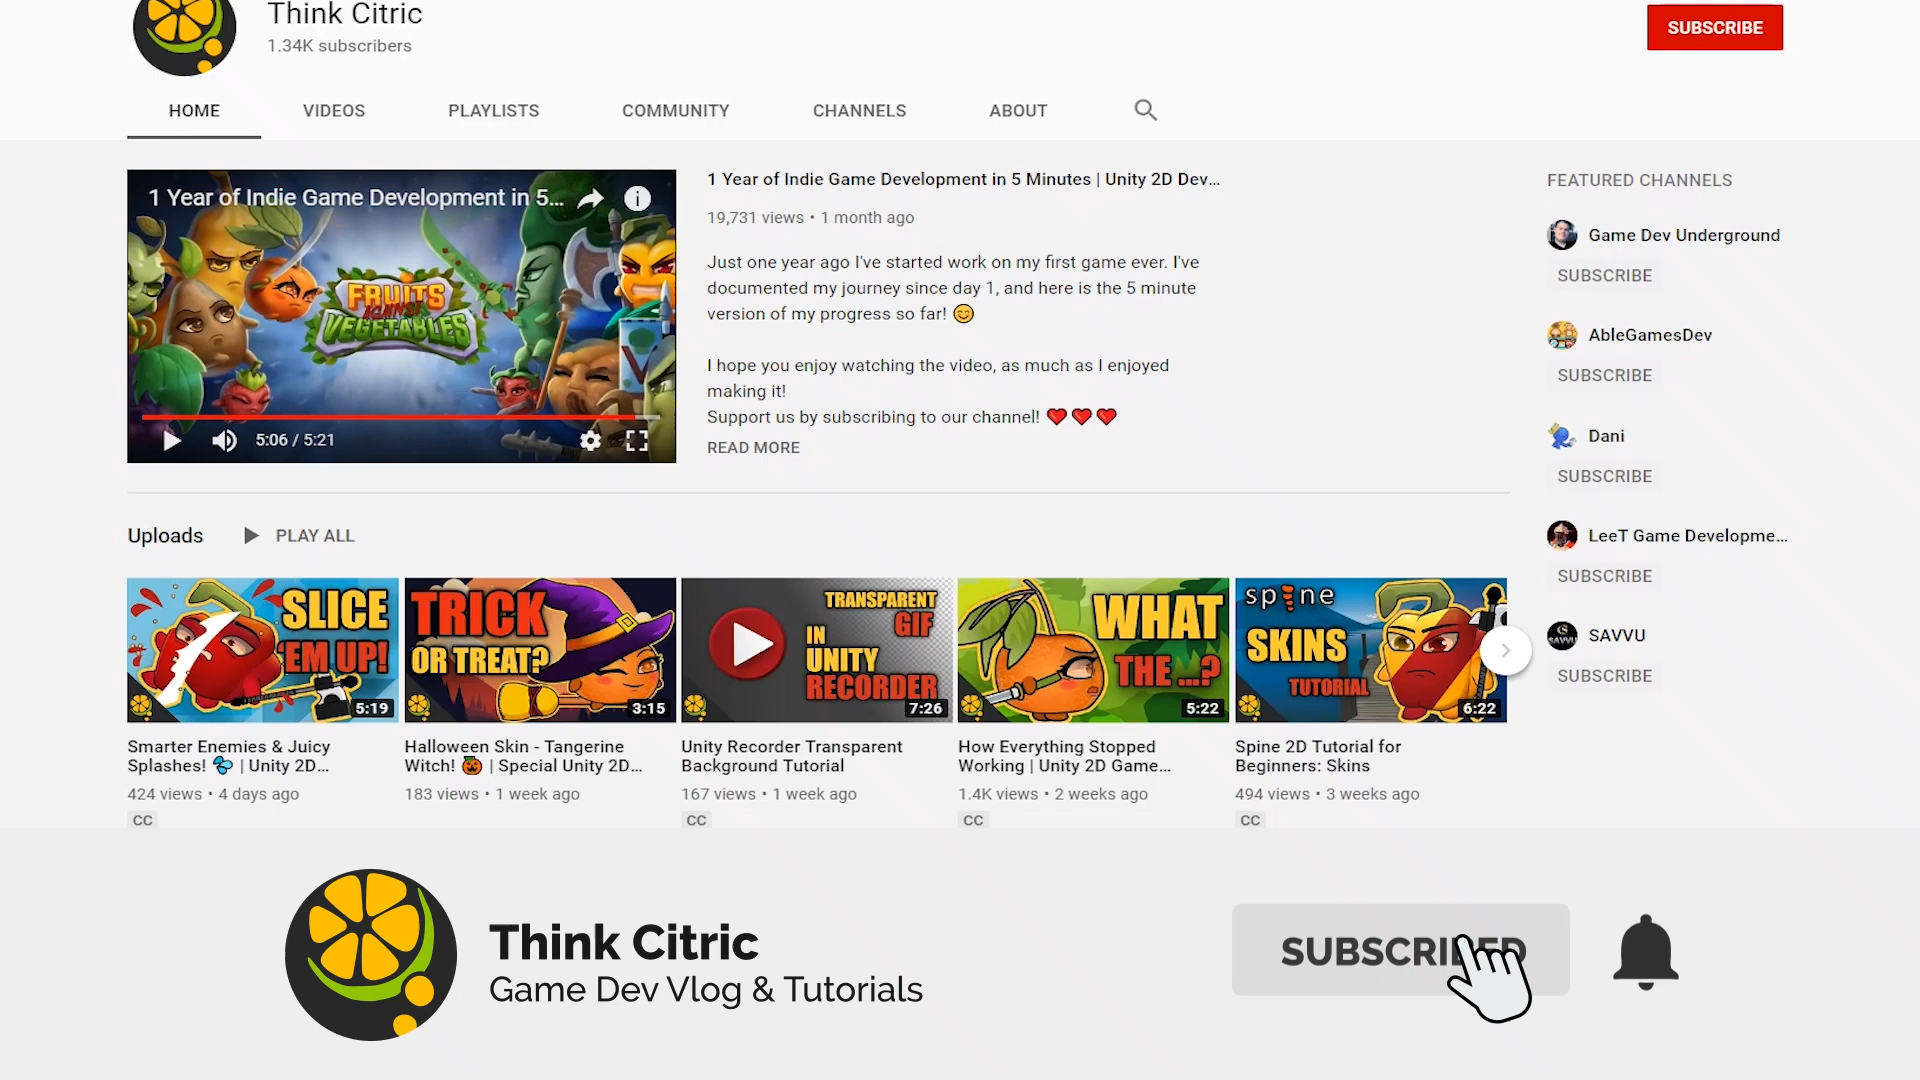 Think Citric
1.34K subscribers
SUBSCRIBE
HOME
VIDEOS
PLAYLISTS
COMMUNITY
CHANNELS
ABOUT
1 Year of Indie Game Development in 5...
FRUITS
AGAINST
VEGETABLES
5:06 / 5:21
1 Year of Indie Game Development in 5 Minutes | Unity 2D Dev...
19,731 views • 1 month ago
Just one year ago I've started work on my first game ever. I've
documented my journey since day 1, and here is the 5 minute
version of my progress so far! 😊
I hope you enjoy watching the video, as much as I enjoyed
making it!
Support us by subscribing to our channel! ❤️❤️❤️
READ MORE
FEATURED CHANNELS
Game Dev Underground
SUBSCRIBE
AbleGamesDev
SUBSCRIBE
Dani
SUBSCRIBE
LeeT Game Developme...
SUBSCRIBE
SAVVU
SAVVU
SUBSCRIBE
Uploads
PLAY ALL
SLICE
'EM UP!
5:19
Smarter Enemies & Juicy
Splashes! 💦 | Unity 2D...
424 views • 4 days ago
CC
TRICK
OR TREAT?
3:15
Halloween Skin - Tangerine
Witch! 🎃 | Special Unity 2D...
183 views • 1 week ago
TRANSPARENT
GIF
IN
UNITY
RECORDER
7:26
Unity Recorder Transparent
Background Tutorial
167 views • 1 week ago
CC
WHAT
THE ...?
5:22
How Everything Stopped
Working | Unity 2D Game...
1.4K views • 2 weeks ago
CC
spine
SKINS
TUTORIAL
6:22
Spine 2D Tutorial for
Beginners: Skins
494 views • 3 weeks ago
CC
Think Citric
Game Dev Vlog & Tutorials
SUBSCRIBED